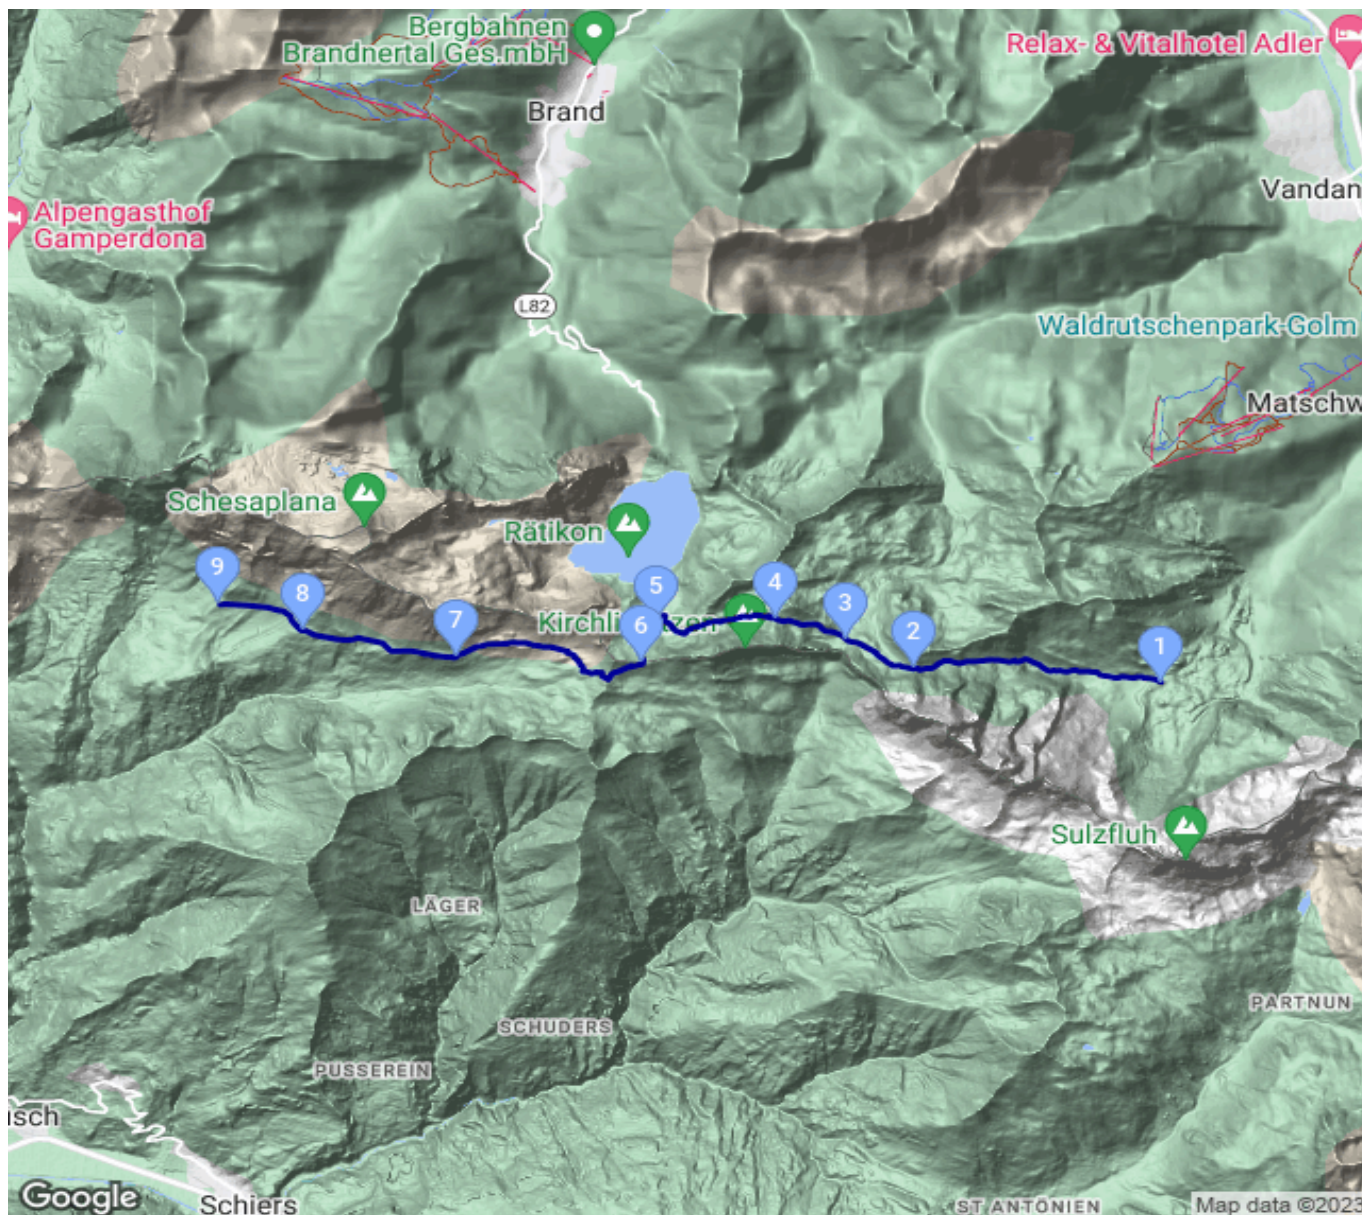 Bergbahnen
Brandnertal Ges.mbH
Relax- & Vitalhotel Adler
Brand
Vandan
Alpengasthof
Gamperdona
L82
Waldrutschenpark-Golm
Matschw
Schesaplana
Rätikon
9
8
7
5
6
4
3
2
1
Sulzfluh
LÄGER
SCHUDERS
PARTNUN
PUSSEREIN
isch
Google
Schiers
ST ANTÖNIEN
Map data ©2023